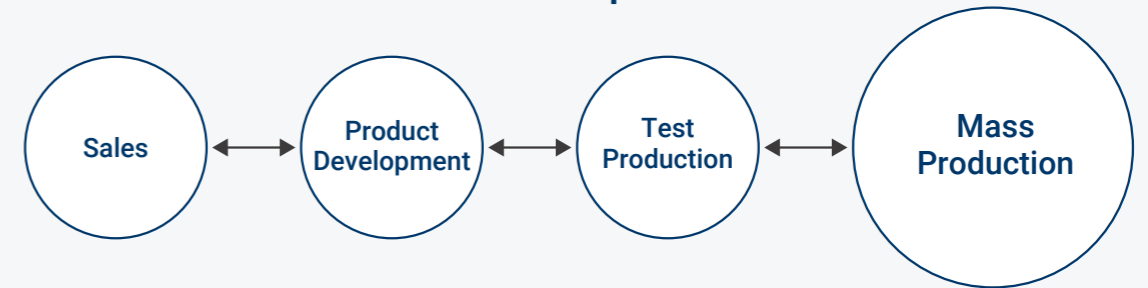 Sales
Product
Development
Test
Production
Mass
Production